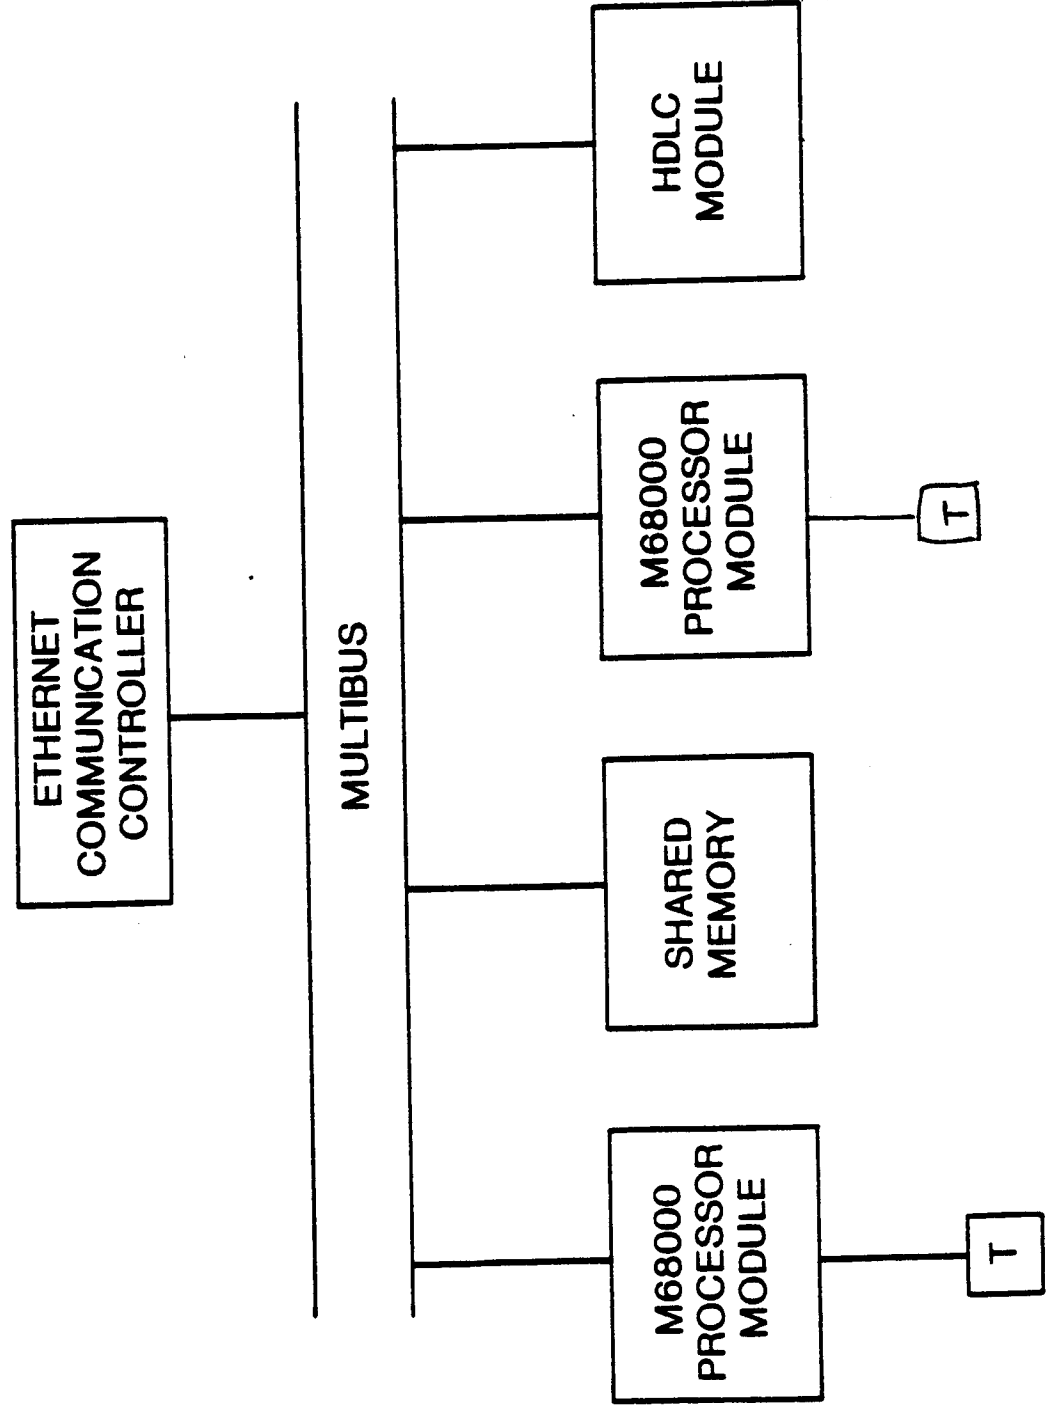 ETHERNET
COMMUNICATION
CONTROLLER
MULTIBUS
M68000
PROCESSOR
MODULE
SHARED
MEMORY
M68000
PROCESSOR
MODULE
HDLC
MODULE
T
T